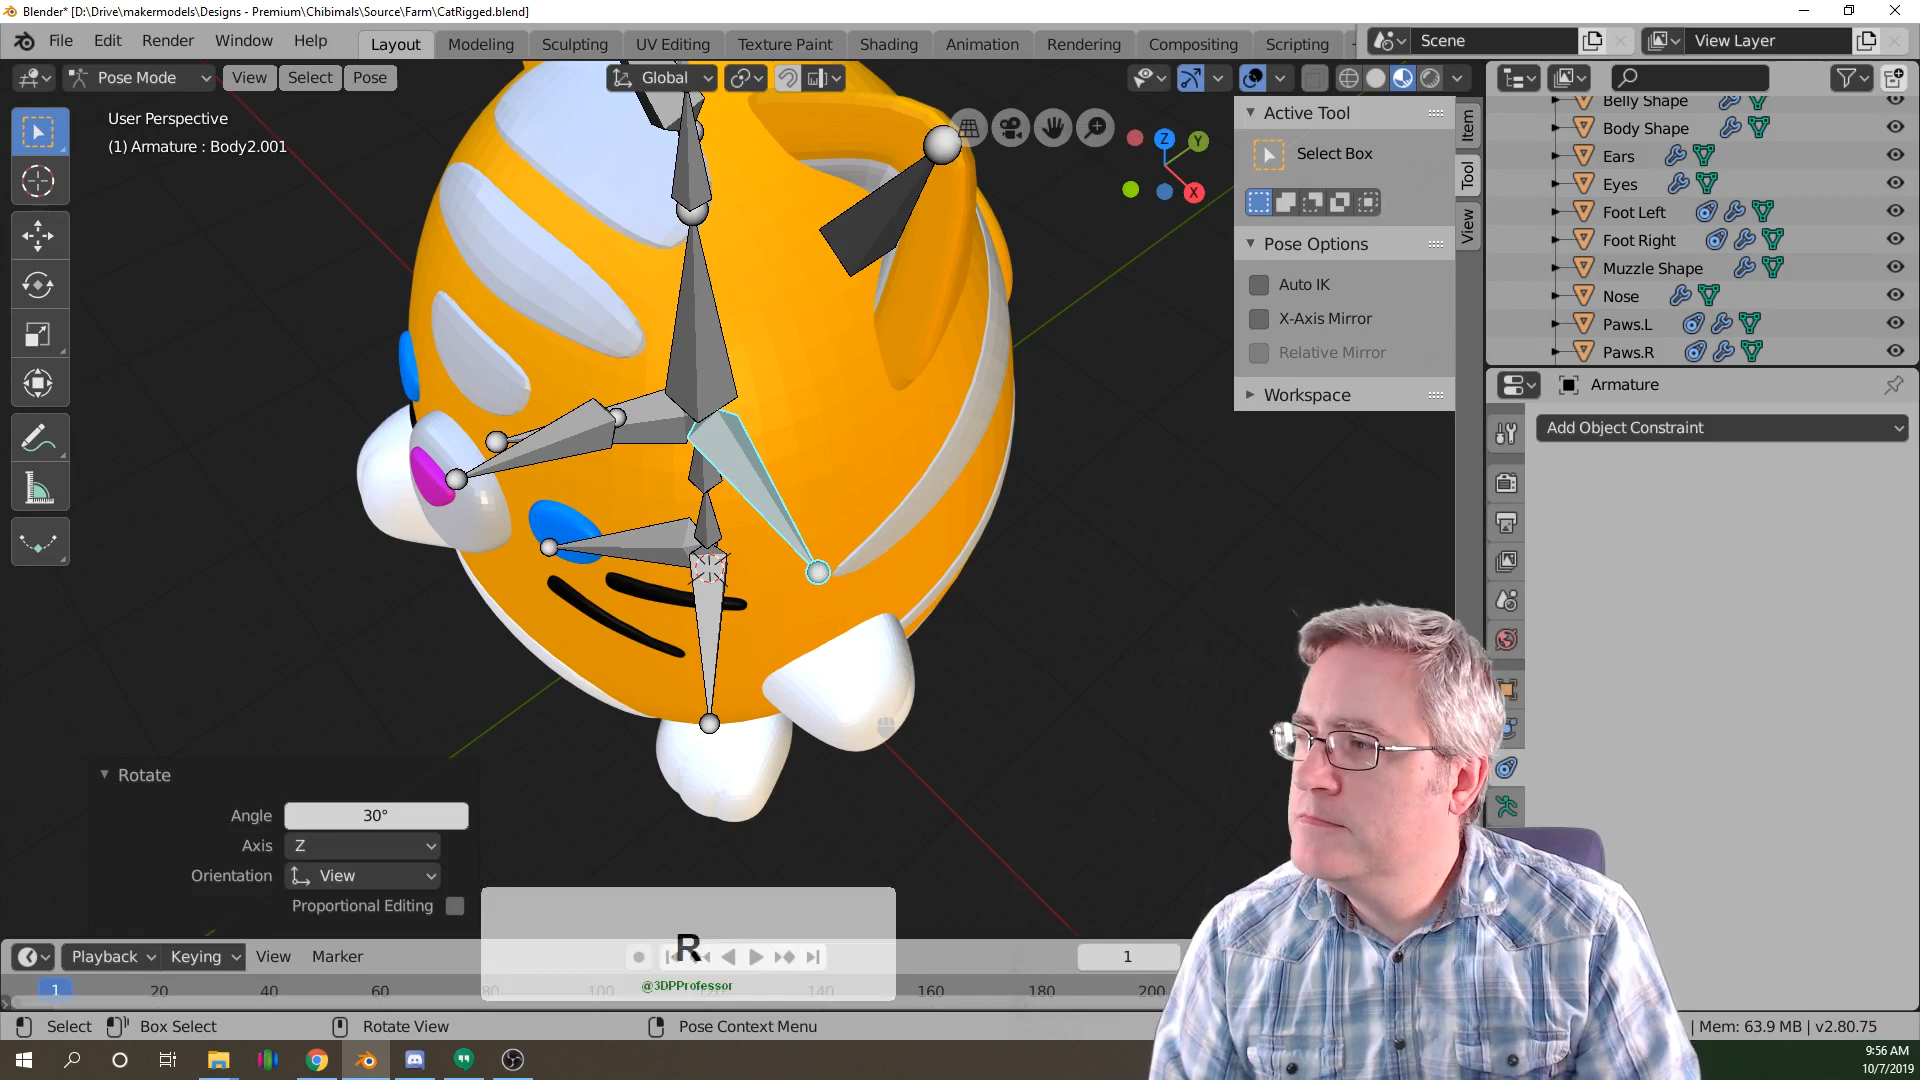 Blender* [D:\Drive\makermodels\Designs - Premium\Chibimals\Source\Farm\CatRigged.blend]
File Edit Render Window Help Layout Modeling Sculpting UV Editing Texture Paint Shading Animation Rendering Compositing Scripting Scene View Layer
Pose Mode View Select Pose Global
User Perspective
(1) Armature : Body2.001
Z
Y
X
Active Tool
Select Box
Pose Options
Auto IK
X-Axis Mirror
Relative Mirror
Workspace
Item
Tool
View
Belly Shape
Body Shape
Ears
Eyes
Foot Left
Foot Right
Muzzle Shape
Nose
Paws.L
Paws.R
Armature
Add Object Constraint
Rotate
Angle 30°
Axis Z
Orientation View
Proportional Editing
R
@3DPProfessor
Playback Keying View Marker 1
1 20 40 60 80 100 120 140 160 180 200
Select Box Select Rotate View Pose Context Menu | Mem: 63.9 MB | v2.80.75
9:56 AM
10/7/2019